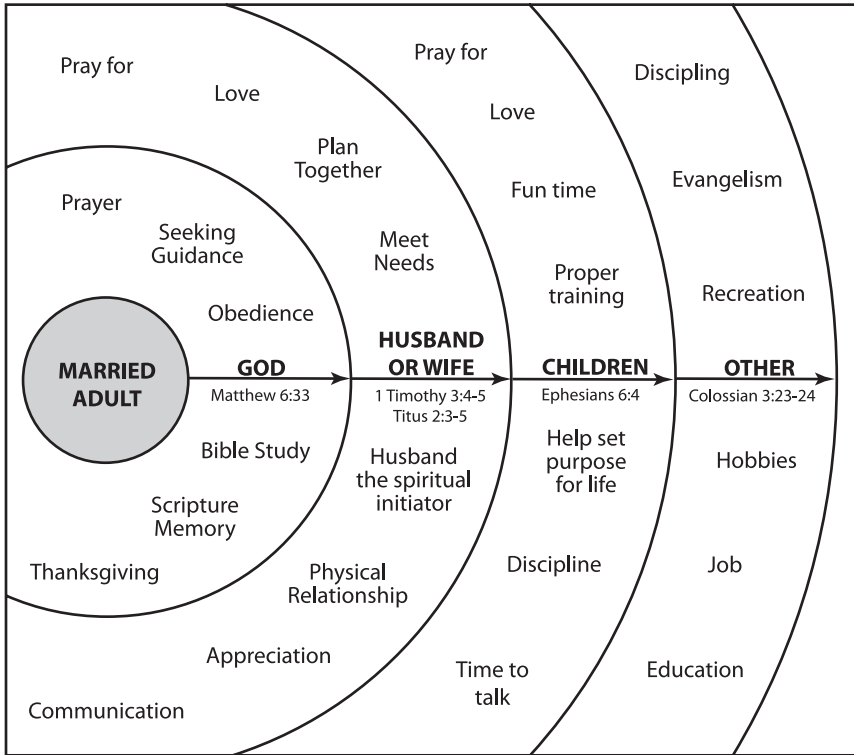 MARRIED
ADULT
Prayer
Seeking
Guidance
Obedience
GOD
Matthew 6:33
Bible Study
Scripture
Memory
Thanksgiving
Pray for
Love
Plan
Together
Meet
Needs
HUSBAND
OR WIFE
1 Timothy 3:4-5
Titus 2:3-5
Husband
the spiritual
initiator
Physical
Relationship
Appreciation
Communication
Pray for
Love
Fun time
Proper
training
CHILDREN
Ephesians 6:4
Help set
purpose
for life
Discipline
Time to
talk
Discipling
Evangelism
Recreation
OTHER
Colossian 3:23-24
Hobbies
Job
Education